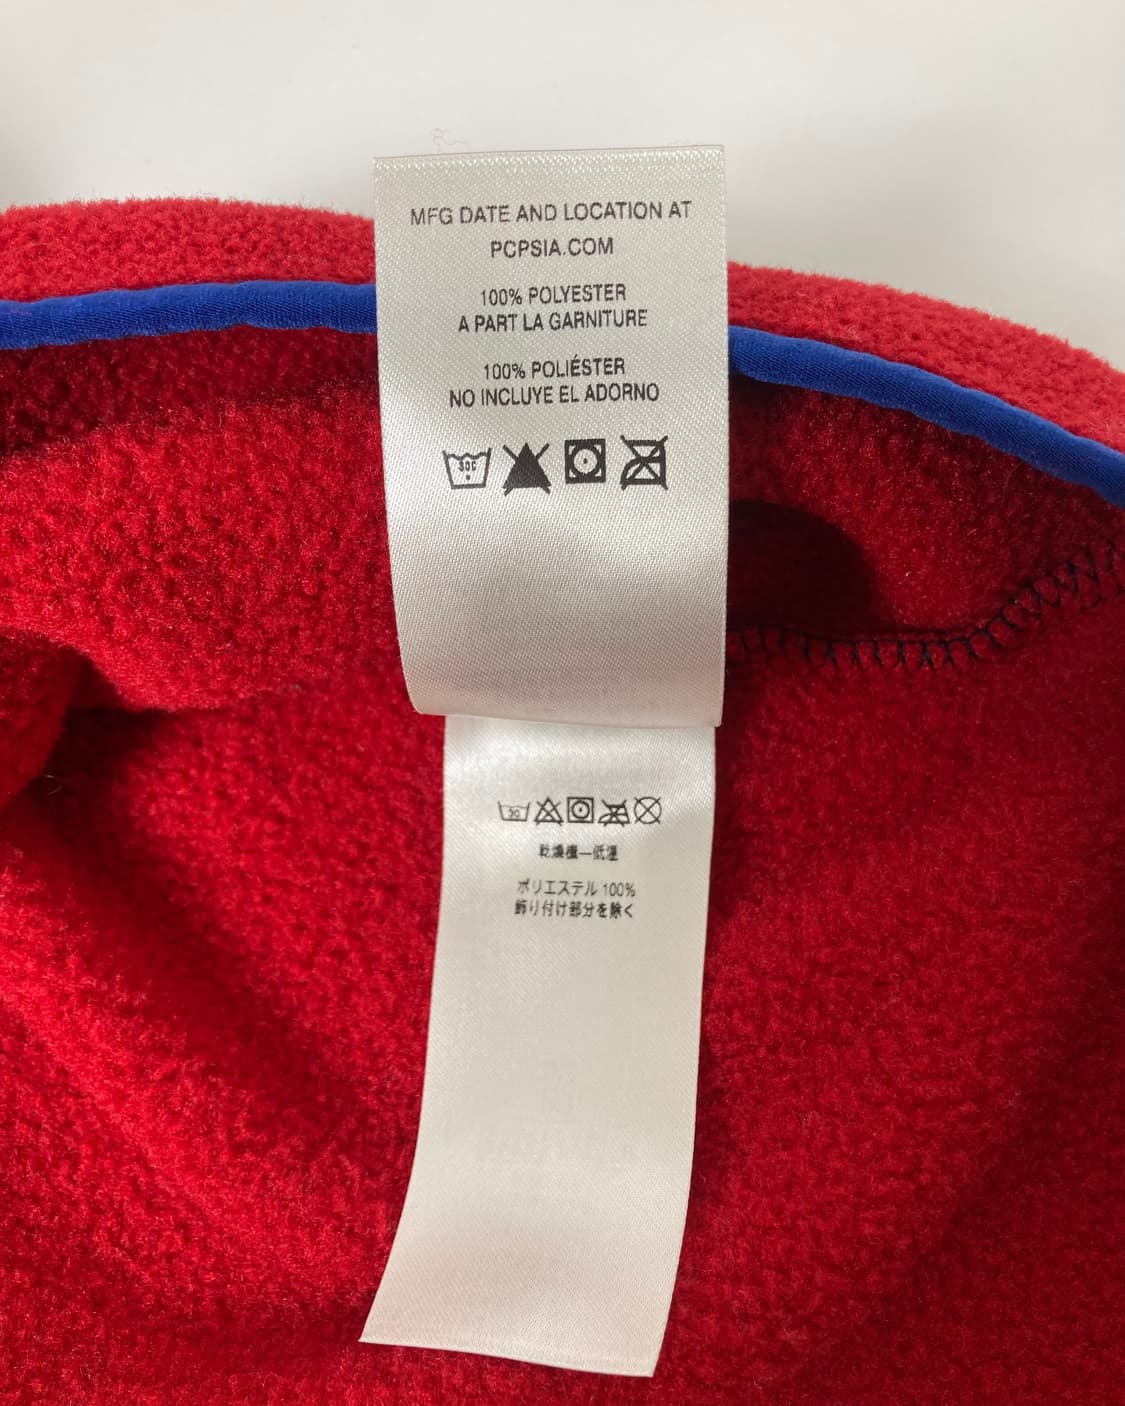 MFG DATE AND LOCATION AT
PCPSIA.COM
100% POLYESTER
A PART LA GARNITURE
100% POLIÉSTER
NO INCLUYE EL ADORNO
30C
30
乾燥機—低温
ポリエステル 100%
飾り付け部分を除く